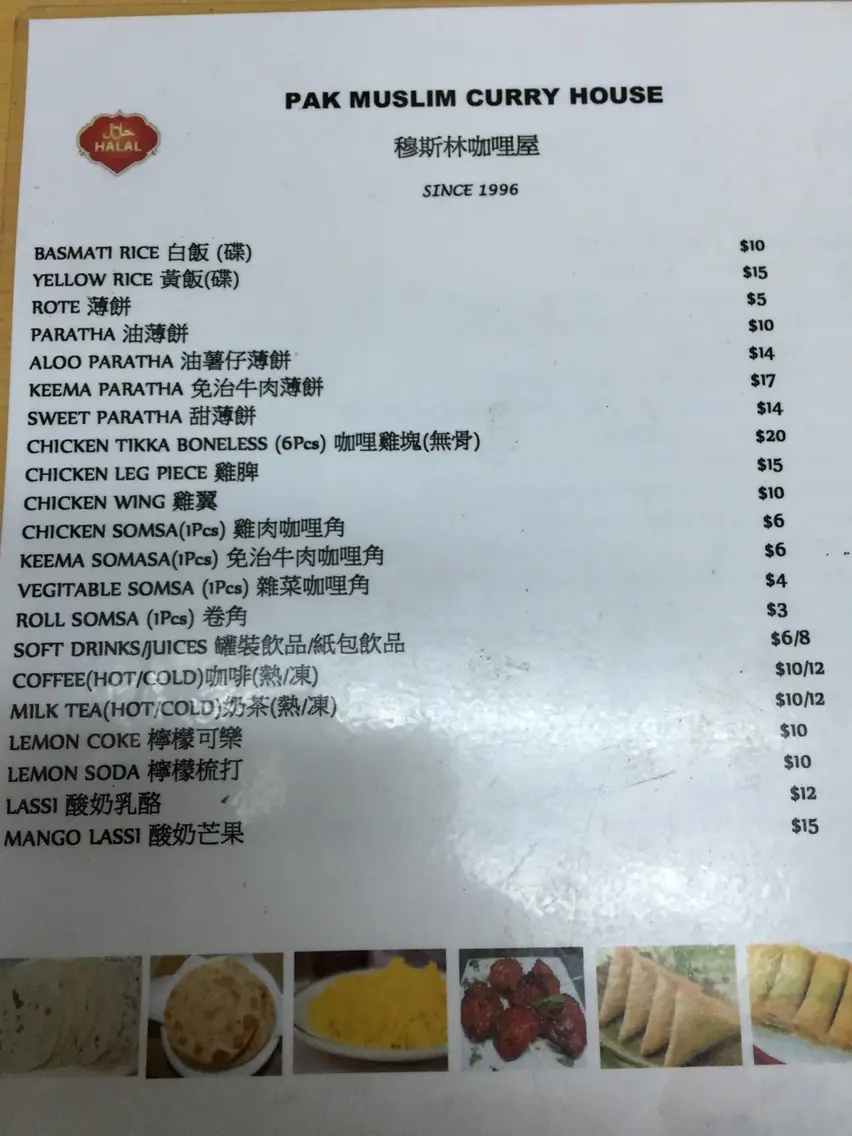 PAK MUSLIM CURRY HOUSE
حلال
HALAL
穆斯林咖哩屋
SINCE 1996
BASMATI RICE 白飯 (碟) $10
YELLOW RICE 黃飯(碟) $15
ROTE 薄餅 $5
PARATHA 油薄餅 $10
ALOO PARATHA 油薯仔薄餅 $14
KEEMA PARATHA 免治牛肉薄餅 $17
SWEET PARATHA 甜薄餅 $14
CHICKEN TIKKA BONELESS (6Pcs) 咖哩雞塊(無骨) $20
CHICKEN LEG PIECE 雞脾 $15
CHICKEN WING 雞翼 $10
CHICKEN SOMSA(1Pcs) 雞肉咖哩角 $6
KEEMA SOMASA(1Pcs) 免治牛肉咖哩角 $6
VEGITABLE SOMSA (1Pcs) 雜菜咖哩角 $4
ROLL SOMSA (1Pcs) 卷角 $3
SOFT DRINKS/JUICES 罐裝飲品/紙包飲品 $6/8
COFFEE(HOT/COLD)咖啡(熱/凍) $10/12
MILK TEA(HOT/COLD)奶茶(熱/凍) $10/12
LEMON COKE 檸檬可樂 $10
LEMON SODA 檸檬梳打 $10
LASSI 酸奶乳酪 $12
MANGO LASSI 酸奶芒果 $15